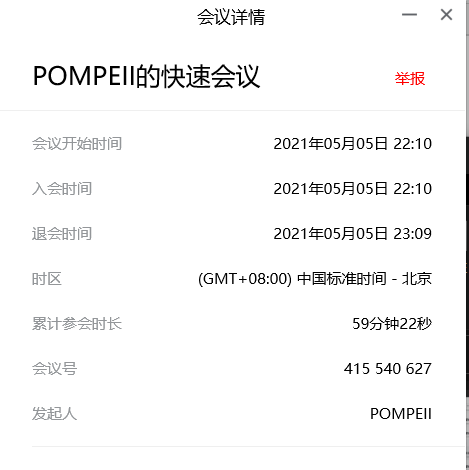 会议详情
POMPEII的快速会议 举报
会议开始时间 2021年05月05日 22:10
入会时间 2021年05月05日 22:10
退会时间 2021年05月05日 23:09
时区 (GMT+08:00) 中国标准时间 - 北京
累计参会时长 59分钟22秒
会议号 415 540 627
发起人 POMPEII